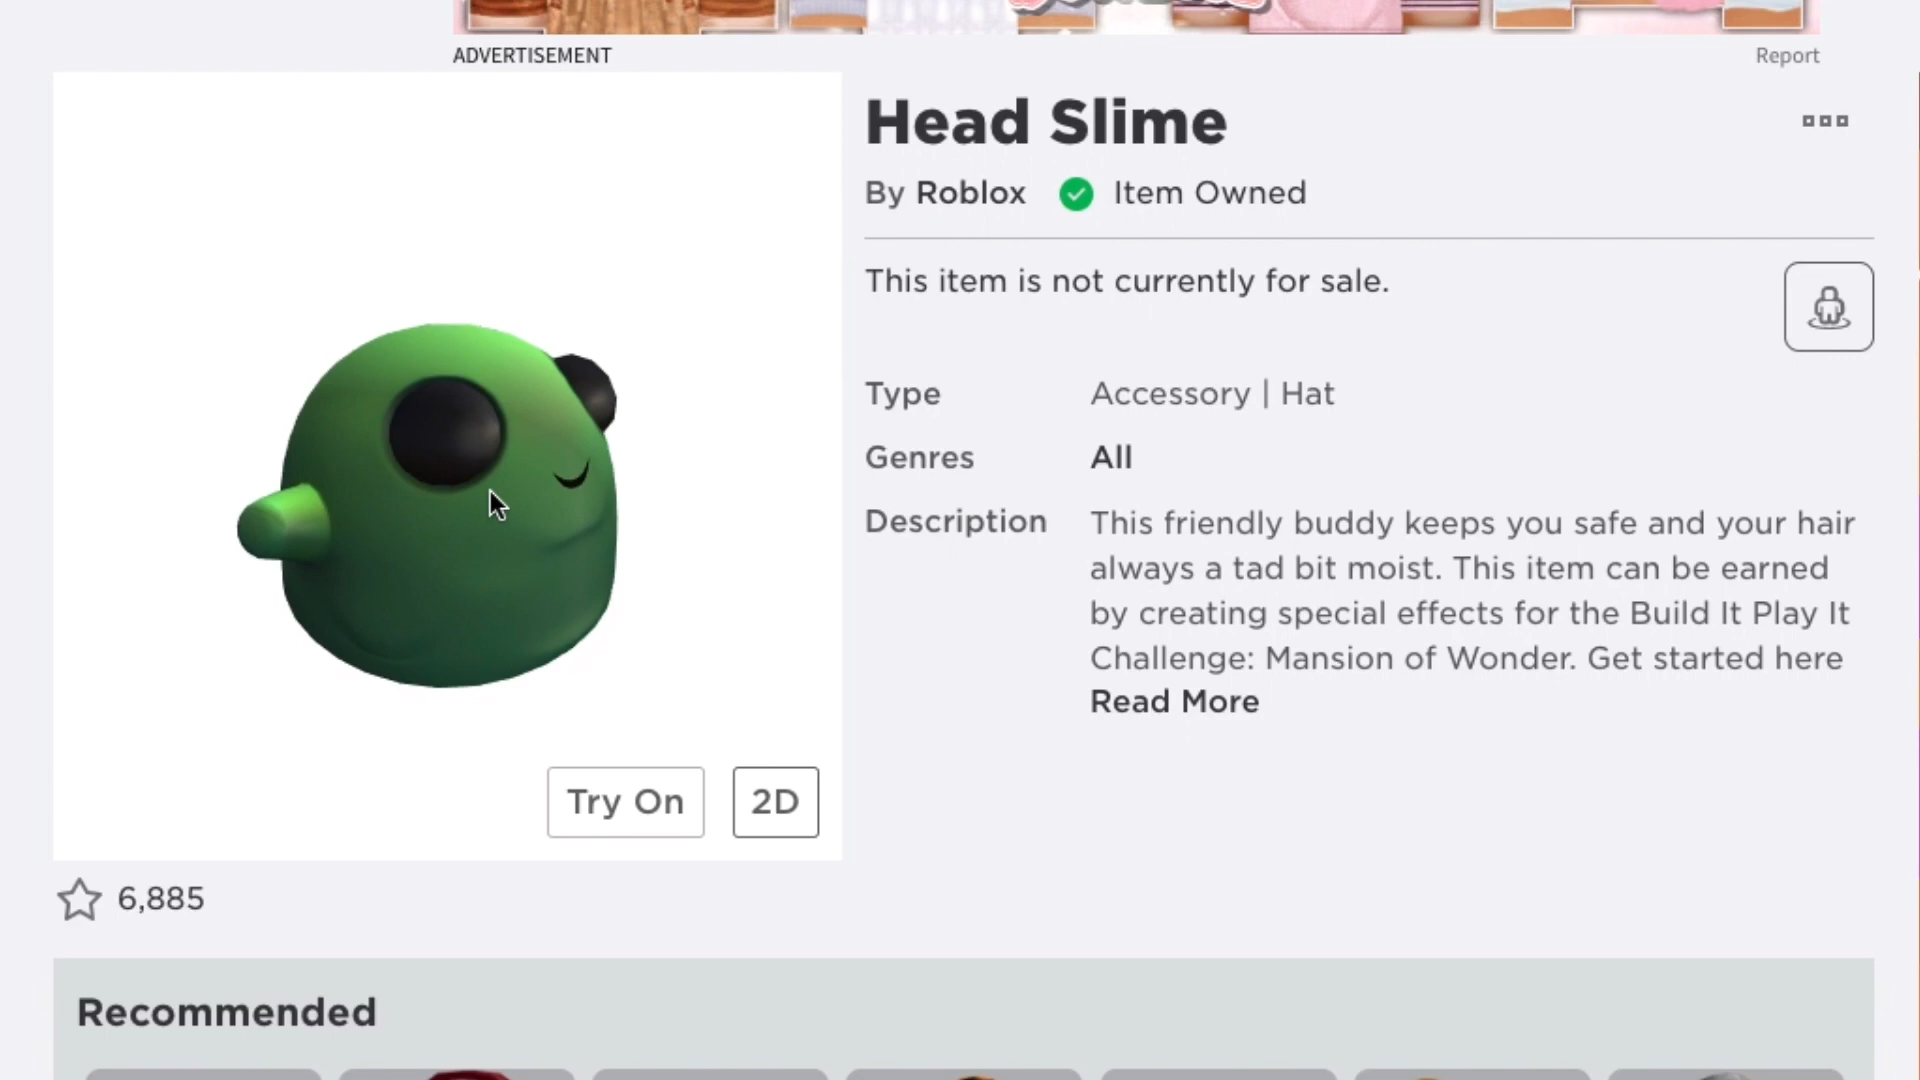 ADVERTISEMENT
Report
Head Slime
By Roblox Item Owned
This item is not currently for sale.
Type Accessory | Hat
Genres All
Description This friendly buddy keeps you safe and your hair
always a tad bit moist. This item can be earned
by creating special effects for the Build It Play It
Challenge: Mansion of Wonder. Get started here
Read More
Try On 2D
6,885
Recommended